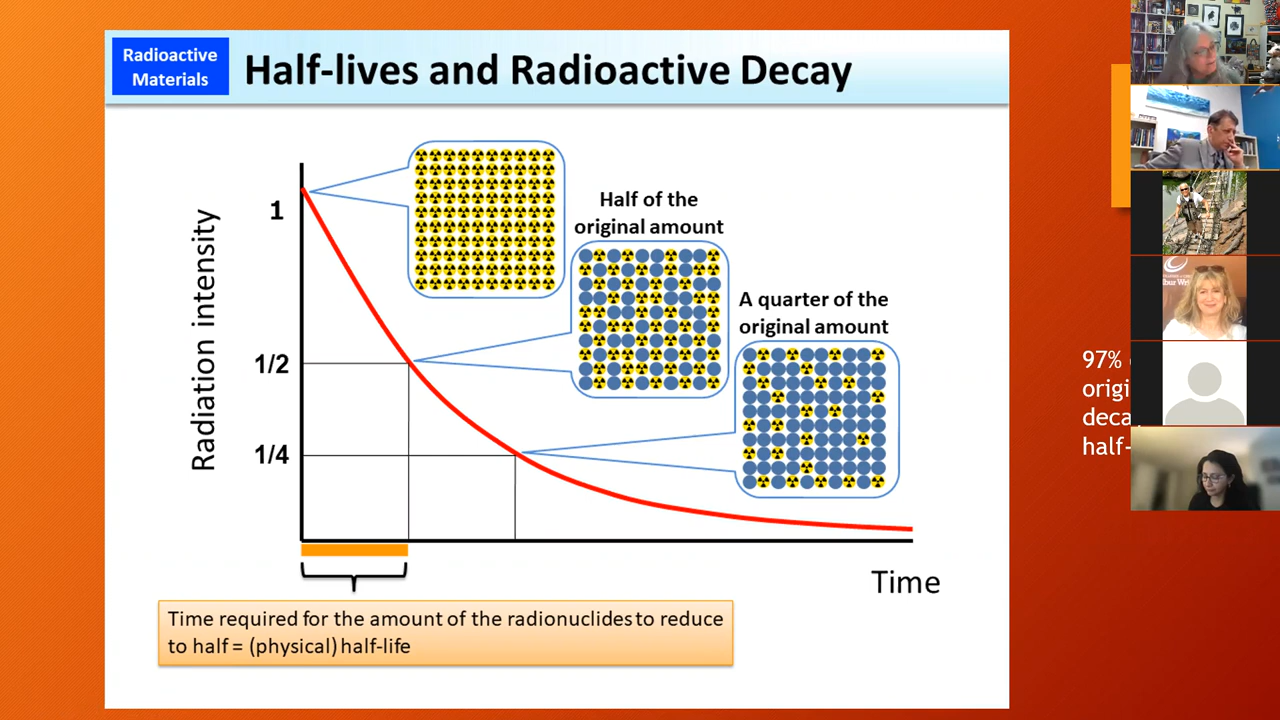 Radioactive
Materials
Half-lives and Radioactive Decay
Radiation intensity
1
1/2
1/4
Half of the
original amount
A quarter of the
original amount
Time
Time required for the amount of the radionuclides to reduce
to half = (physical) half-life
97%
half-